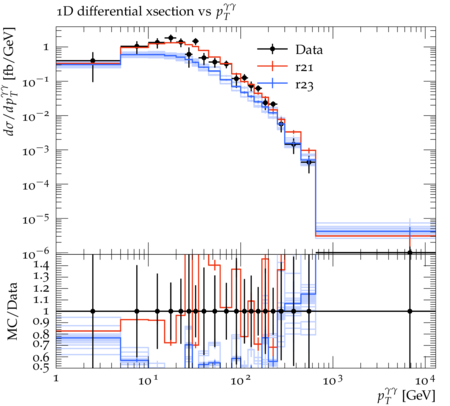 1D differential xsection vs p_T^γγ
dσ/dp_T^γγ [fb/GeV]
1
10^-1
10^-2
10^-3
10^-4
10^-5
10^-6
Data
r21
r23
MC/Data
1.4
1.3
1.2
1.1
1
0.9
0.8
0.7
0.6
0.5
1 10^1 10^2 10^3 10^4
p_T^γγ [GeV]